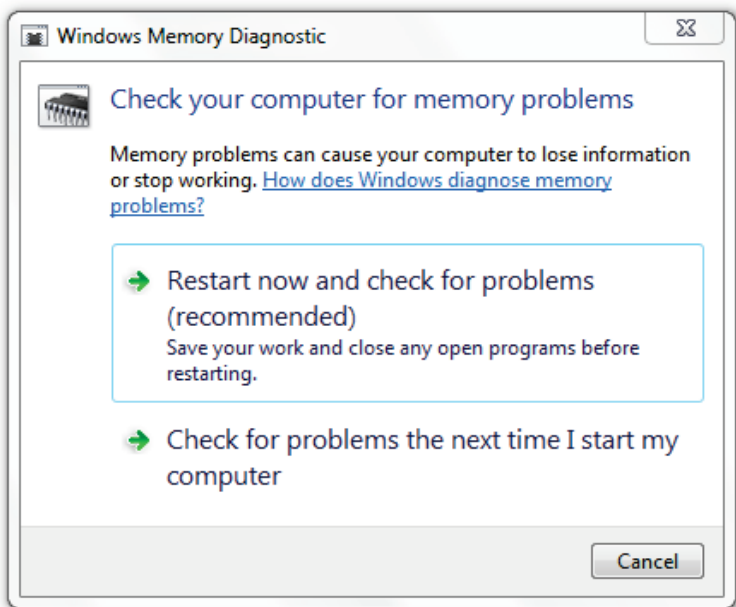 Windows Memory Diagnostic
Check your computer for memory problems
Memory problems can cause your computer to lose information
or stop working. How does Windows diagnose memory
problems?
Restart now and check for problems
(recommended)
Save your work and close any open programs before
restarting.
Check for problems the next time I start my
computer
Cancel